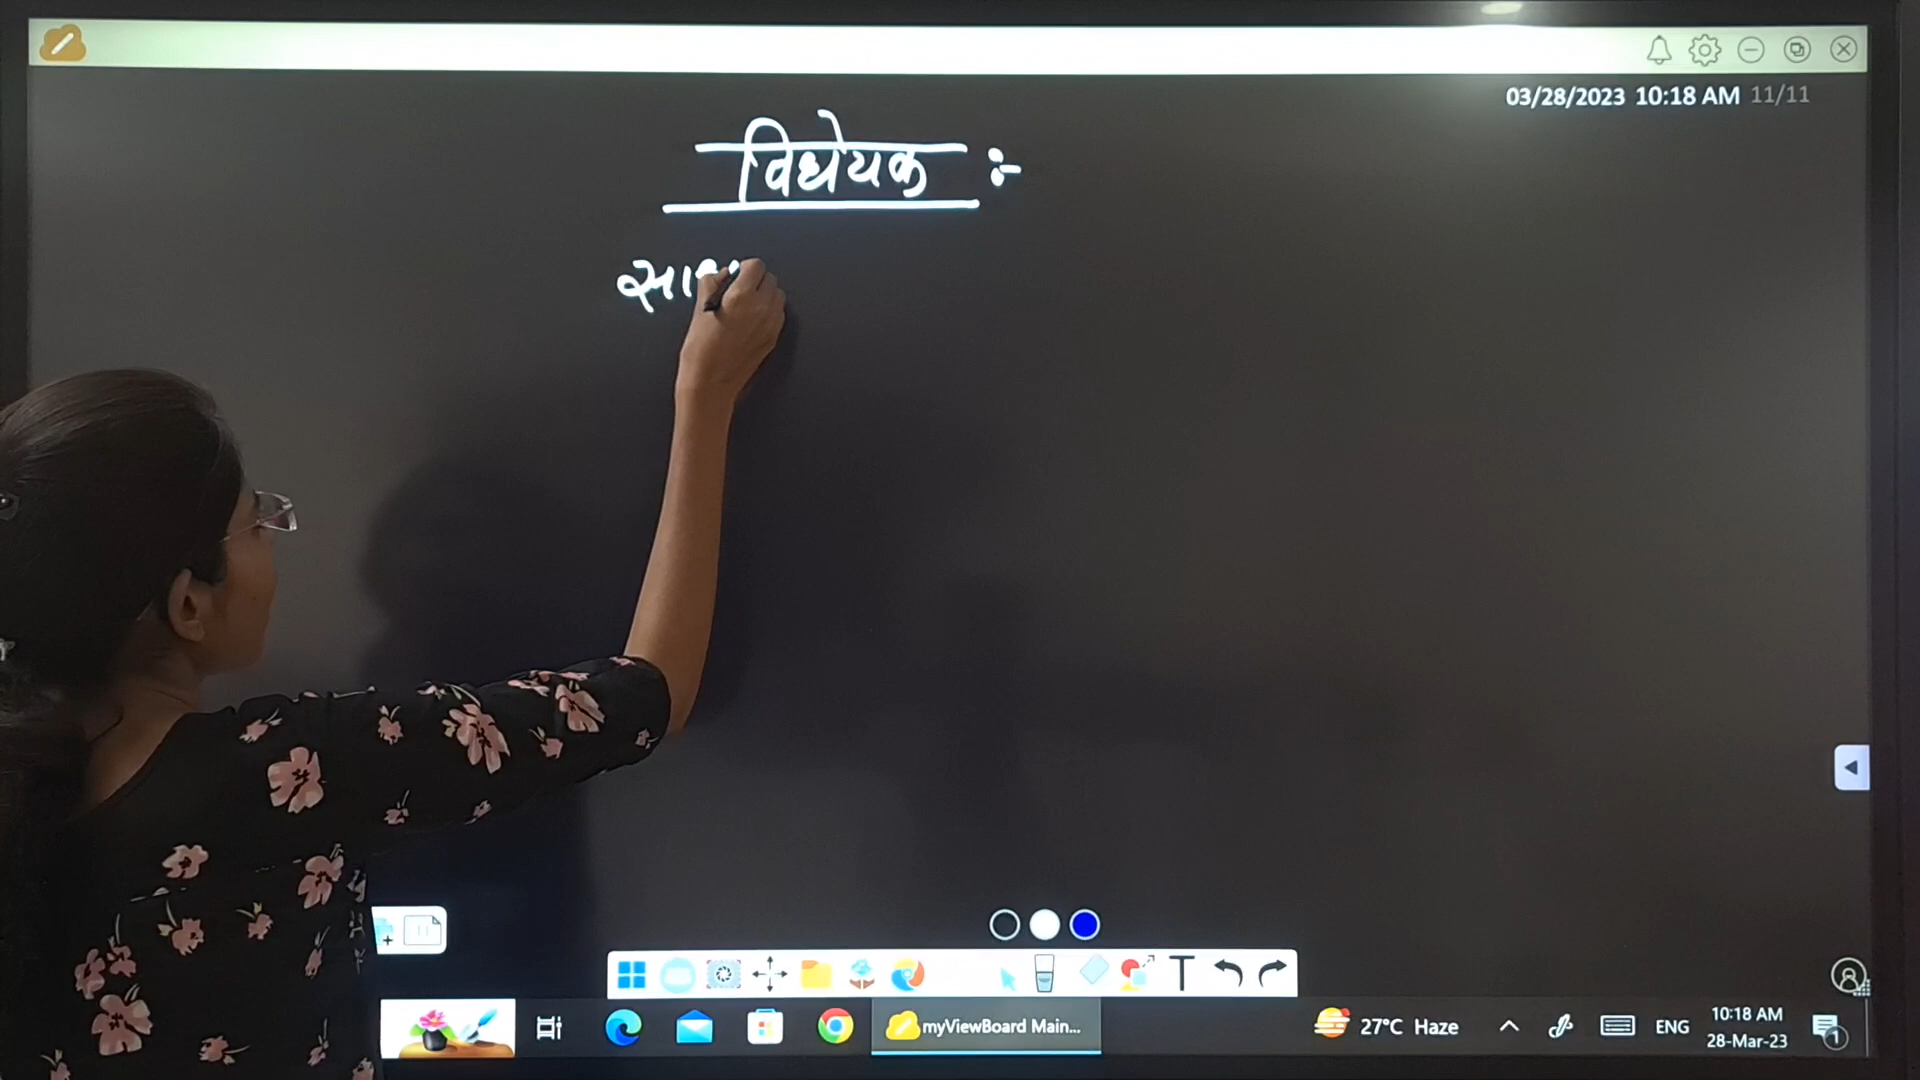 03/28/2023 10:18 AM 11/11
विधेयक :-
myViewBoard Main...
27°C Haze
ENG
10:18 AM
28-Mar-23
1